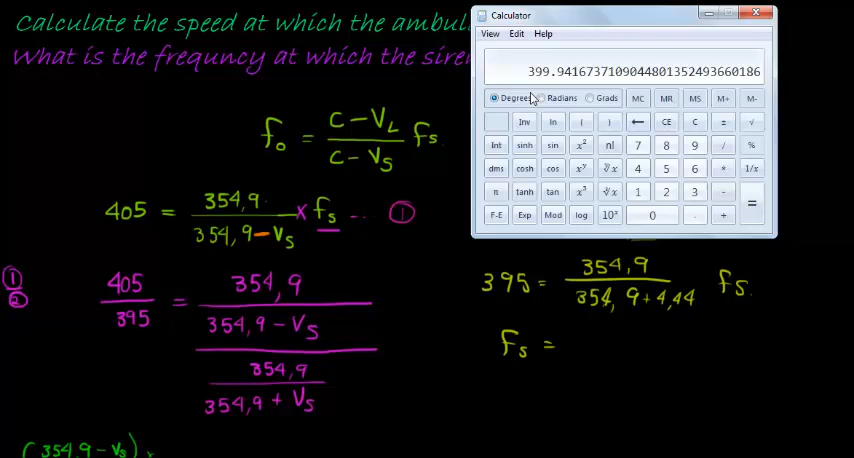 Calculate the speed at which the ambul
What is the frequncy at which the sire
Calculator
View Edit Help
399.94167371090448013524936601​86
Degrees Radians Grads MC MR MS M+ M-
Inv ln ( ) ← CE C ± √
Int sinh sin x² n! 7 8 9 / %
dms cosh cos xʸ ʸ√x 4 5 6 * 1/x
π tanh tan x³ ³√x 1 2 3 - =
F-E Exp Mod log 10ˣ 0 . +
f₀ = (C - V_L)/(C - V_S) f_s.
405 = 354,9/(354,9 - V_S) × f_s ... ①
① 405/395 = (354,9/(354,9 - V_S))/(354,9/(354,9 + V_S))
②
395 = 354,9/(354,9+4,44) f_s.
f_s =
(354,9 - V_S)